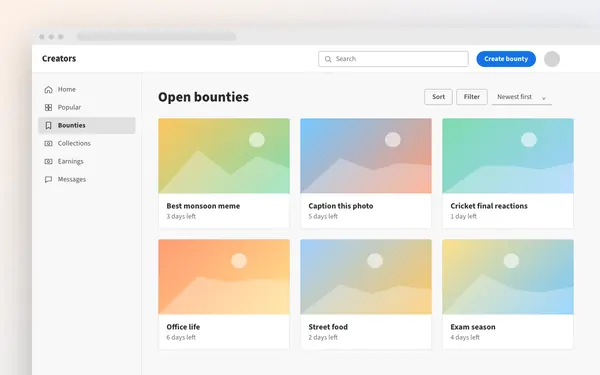 Creators
Search
Create bounty
Home
Popular
Bounties
Collections
Earnings
Messages
Open bounties
Sort
Filter
Newest first
Best monsoon meme
3 days left
Caption this photo
5 days left
Cricket final reactions
1 day left
Office life
6 days left
Street food
2 days left
Exam season
4 days left